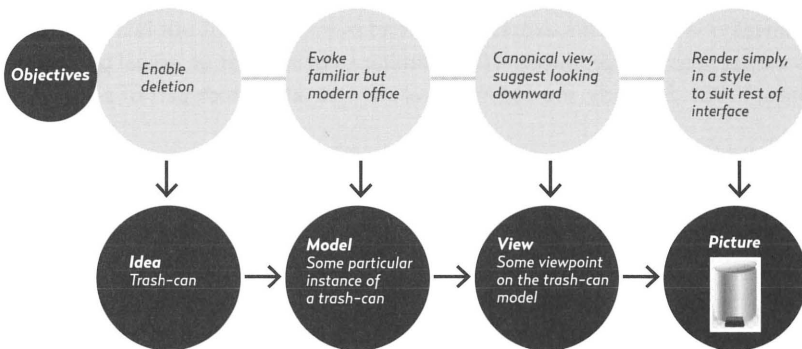 Objectives
Enable
deletion
Evoke
familiar but
modern office
Canonical view,
suggest looking
downward
Render simply,
in a style
to suit rest of
interface
Idea
Trash-can
Model
Some particular
instance of
a trash-can
View
Some viewpoint
on the trash-can
model
Picture